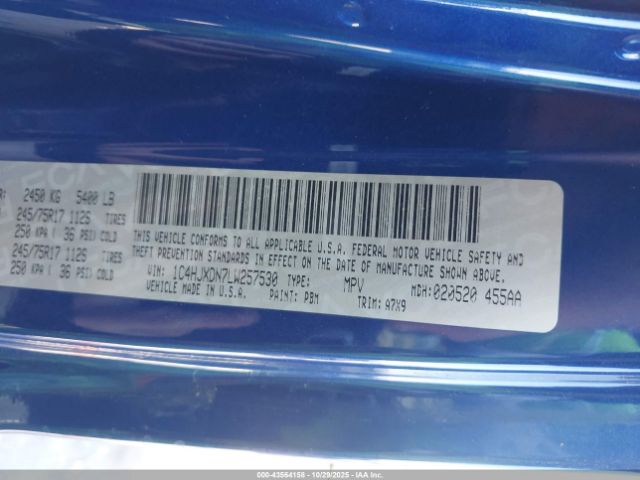 R: 2450 KG 5400 LB
245/75R17 112S TIRES
250 KPA ( 36 PSI) COLD
245/75R17 112S TIRES
250 KPA ( 36 PSI) COLD
THIS VEHICLE CONFORMS TO ALL APPLICABLE U.S.A. FEDERAL MOTOR VEHICLE SAFETY AND
THEFT PREVENTION STANDARDS IN EFFECT ON THE DATE OF MANUFACTURE SHOWN ABOVE.
VIN: 1C4HJXDN7LW257530 TYPE: MPV MDH:020520 455AA
VEHICLE MADE IN U.S.A. PAINT: PBM TRIM: A7X9
000-43564158 - 10/29/2025 - IAAI.COM